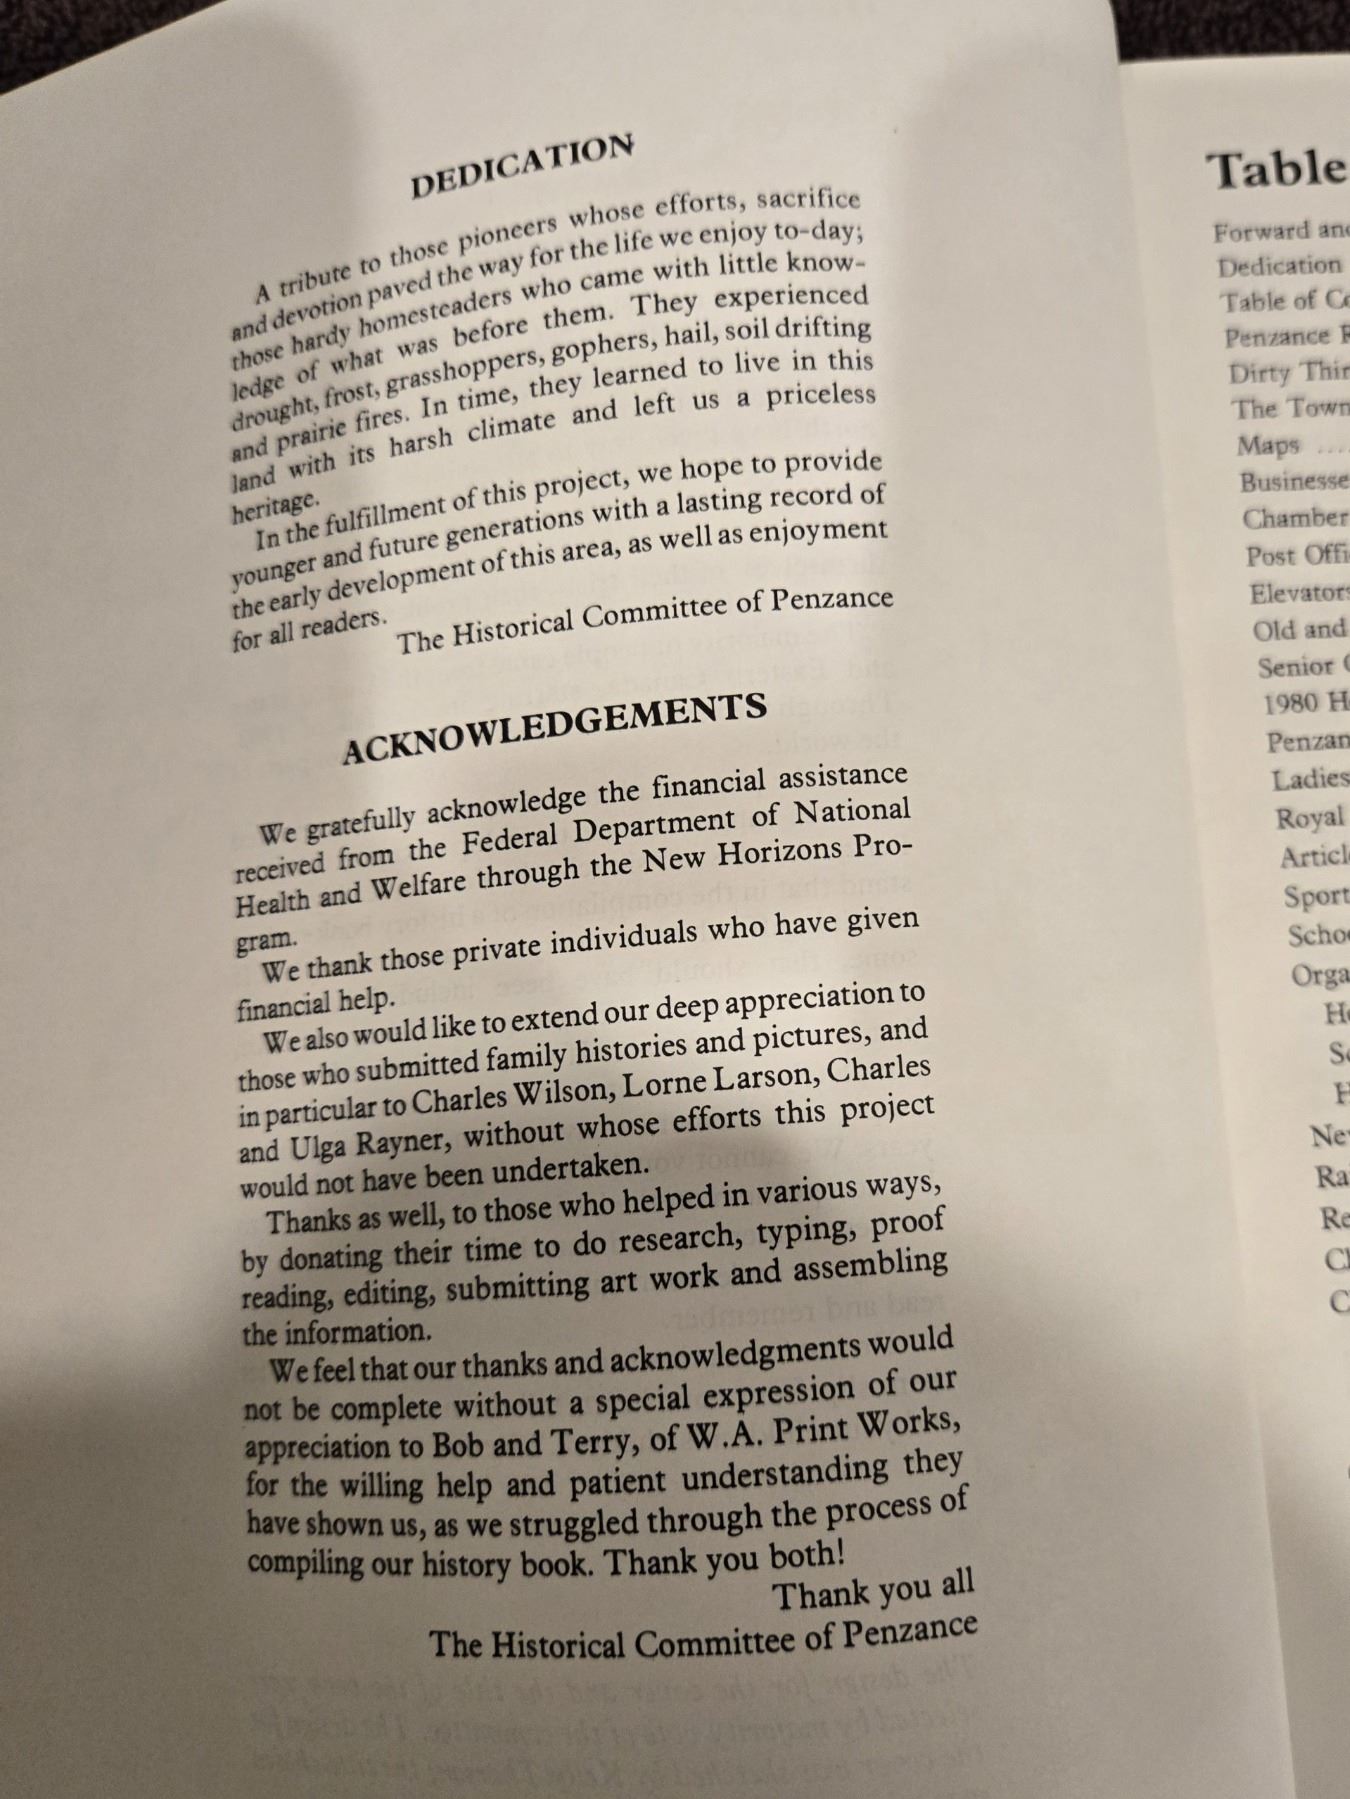 DEDICATION
A tribute to those pioneers whose efforts, sacrifice
and devotion paved the way for the life we enjoy to-day;
those hardy homesteaders who came with little know-
ledge of what was before them. They experienced
drought, frost, grasshoppers, gophers, hail, soil drifting
and prairie fires. In time, they learned to live in this
land with its harsh climate and left us a priceless
heritage.
In the fulfillment of this project, we hope to provide
younger and future generations with a lasting record of
the early development of this area, as well as enjoyment
for all readers.
The Historical Committee of Penzance
ACKNOWLEDGEMENTS
We gratefully acknowledge the financial assistance
received from the Federal Department of National
Health and Welfare through the New Horizons Pro-
gram.
We thank those private individuals who have given
financial help.
We also would like to extend our deep appreciation to
those who submitted family histories and pictures, and
in particular to Charles Wilson, Lorne Larson, Charles
and Ulga Rayner, without whose efforts this project
would not have been undertaken.
Thanks as well, to those who helped in various ways,
by donating their time to do research, typing, proof
reading, editing, submitting art work and assembling
the information.
We feel that our thanks and acknowledgments would
not be complete without a special expression of our
appreciation to Bob and Terry, of W.A. Print Works,
for the willing help and patient understanding they
have shown us, as we struggled through the process of
compiling our history book. Thank you both!
Thank you all
The Historical Committee of Penzance
Table
Forward
Dedication
Table of
Penzance
Dirty
The Town
Maps ....
Post
Old and
Senior
1980
Royal